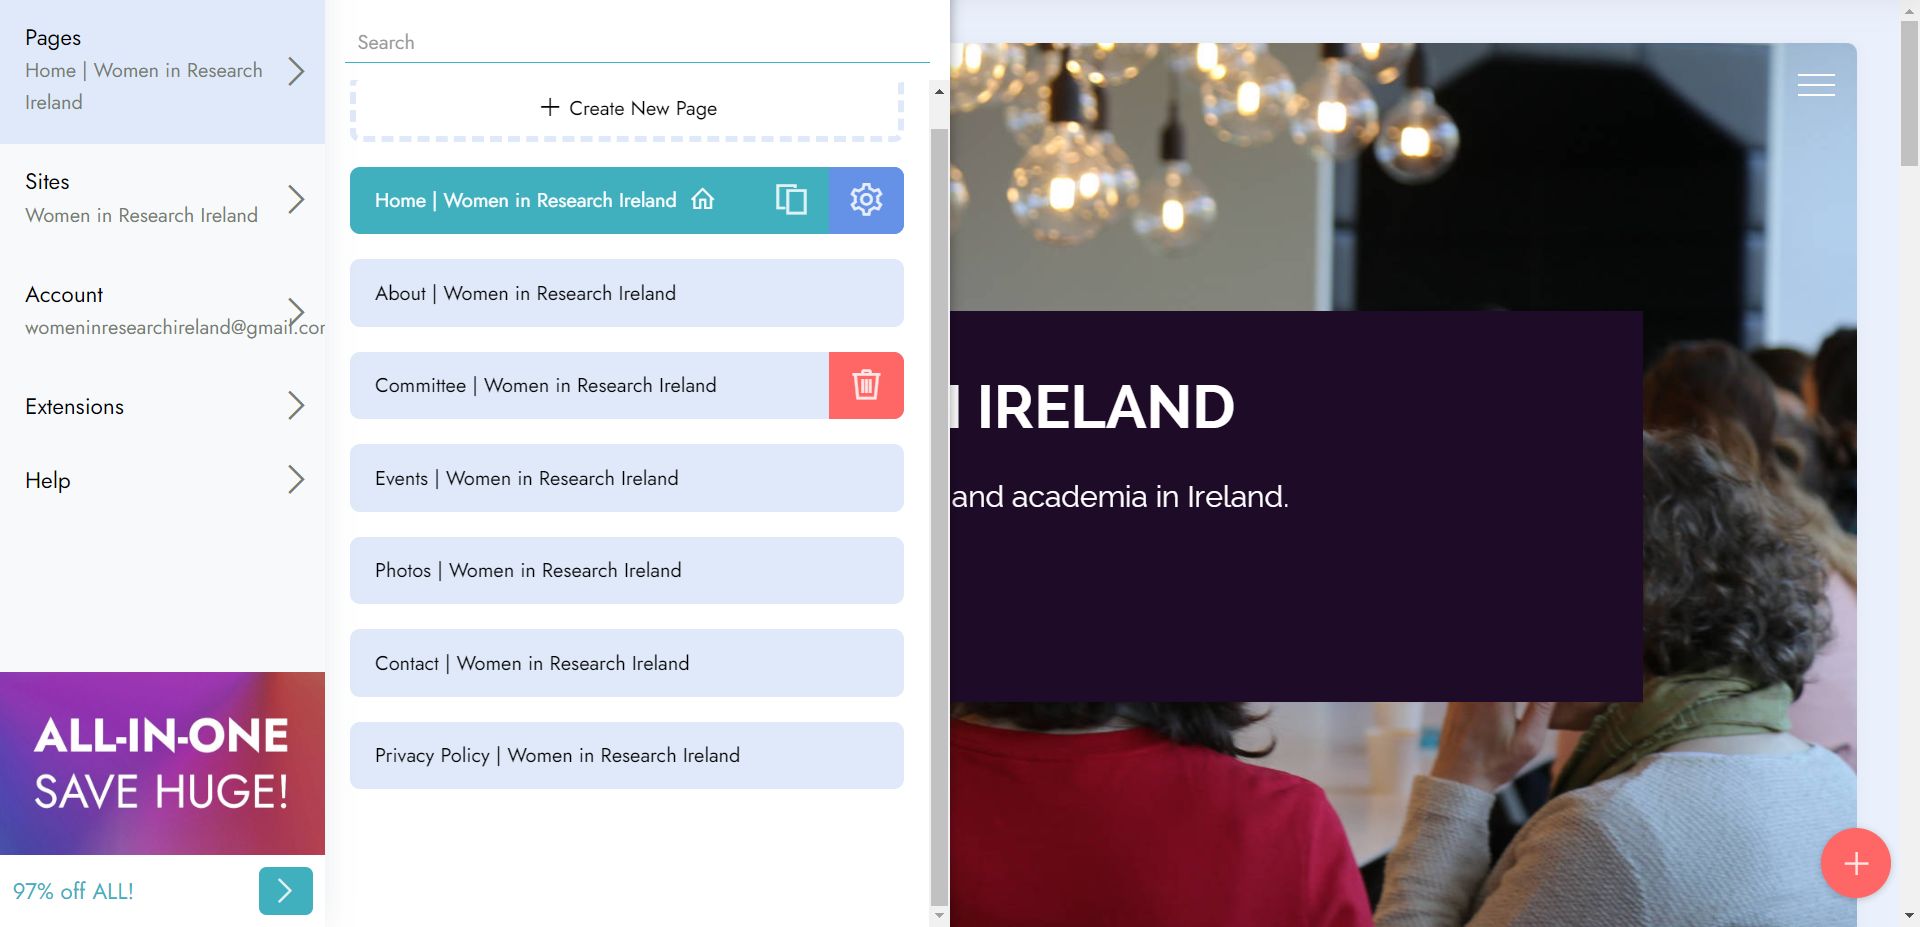 Pages
Home | Women in Research
Ireland
Sites
Women in Research Ireland
Account
womeninresearchireland@gmail.com
Extensions
Help
ALL-IN-ONE
SAVE HUGE!
97% off ALL!
Search
Create New Page
Home | Women in Research Ireland
About | Women in Research Ireland
Committee | Women in Research Ireland
Events | Women in Research Ireland
Photos | Women in Research Ireland
Contact | Women in Research Ireland
Privacy Policy | Women in Research Ireland
IRELAND
and academia in Ireland.